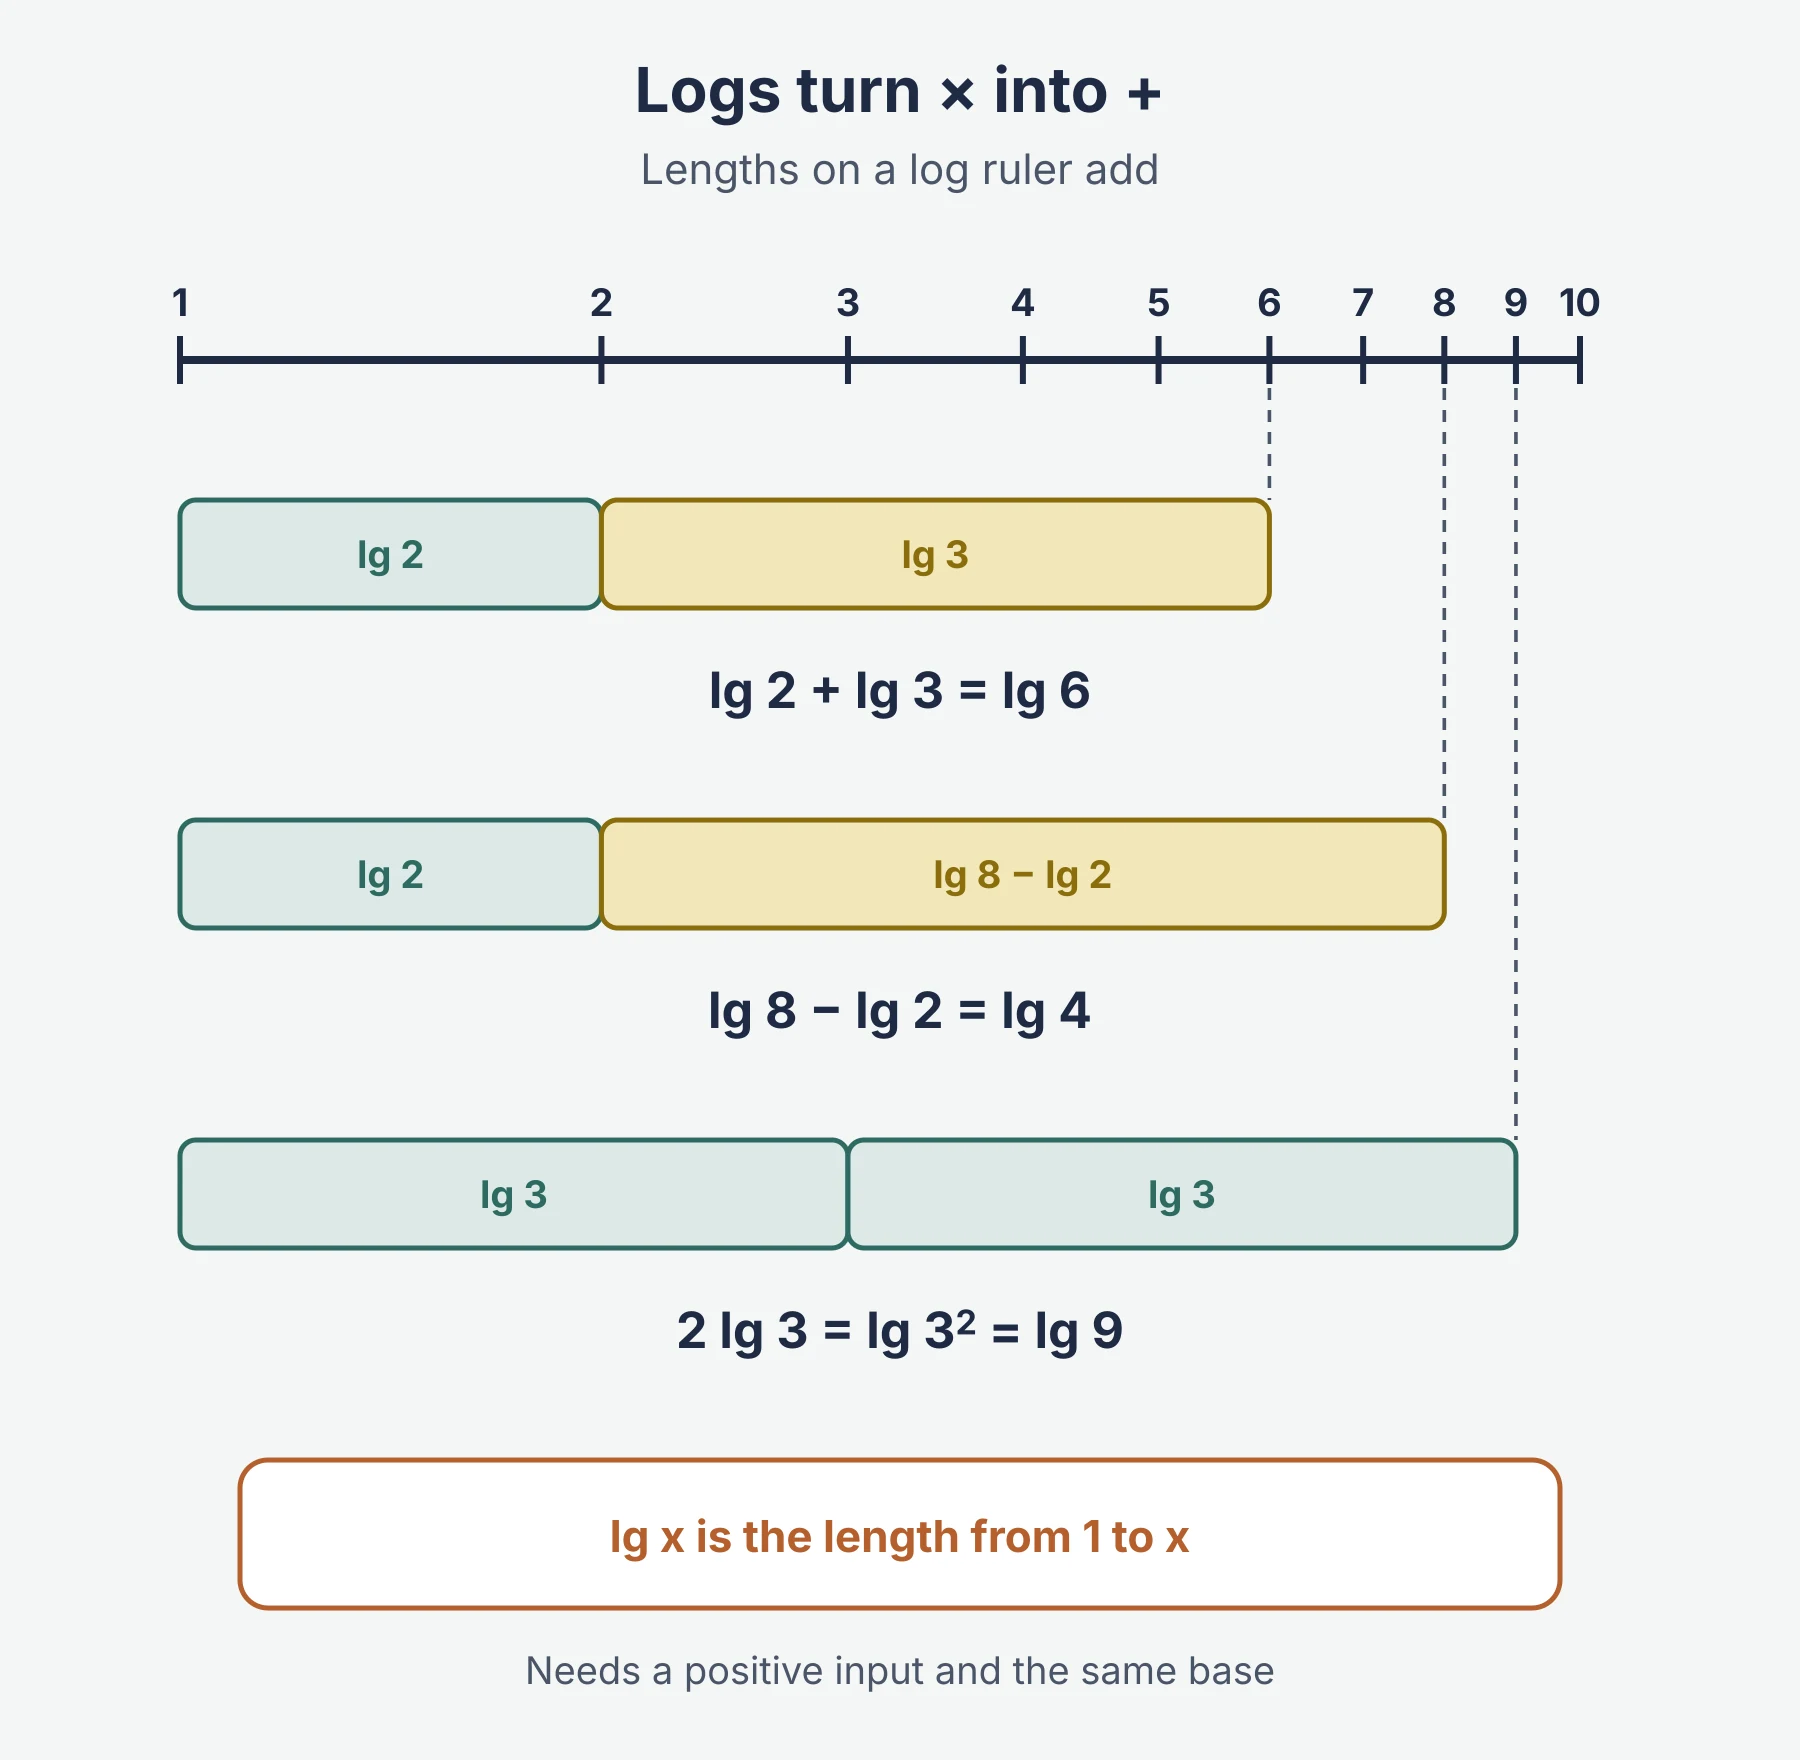 Logs turn × into +
Lengths on a log ruler add
1 2 3 4 5 6 7 8 9 10
lg 2 lg 3
lg 2 + lg 3 = lg 6
lg 2 lg 8 − lg 2
lg 8 − lg 2 = lg 4
lg 3 lg 3
2 lg 3 = lg 3² = lg 9
lg x is the length from 1 to x
Needs a positive input and the same base